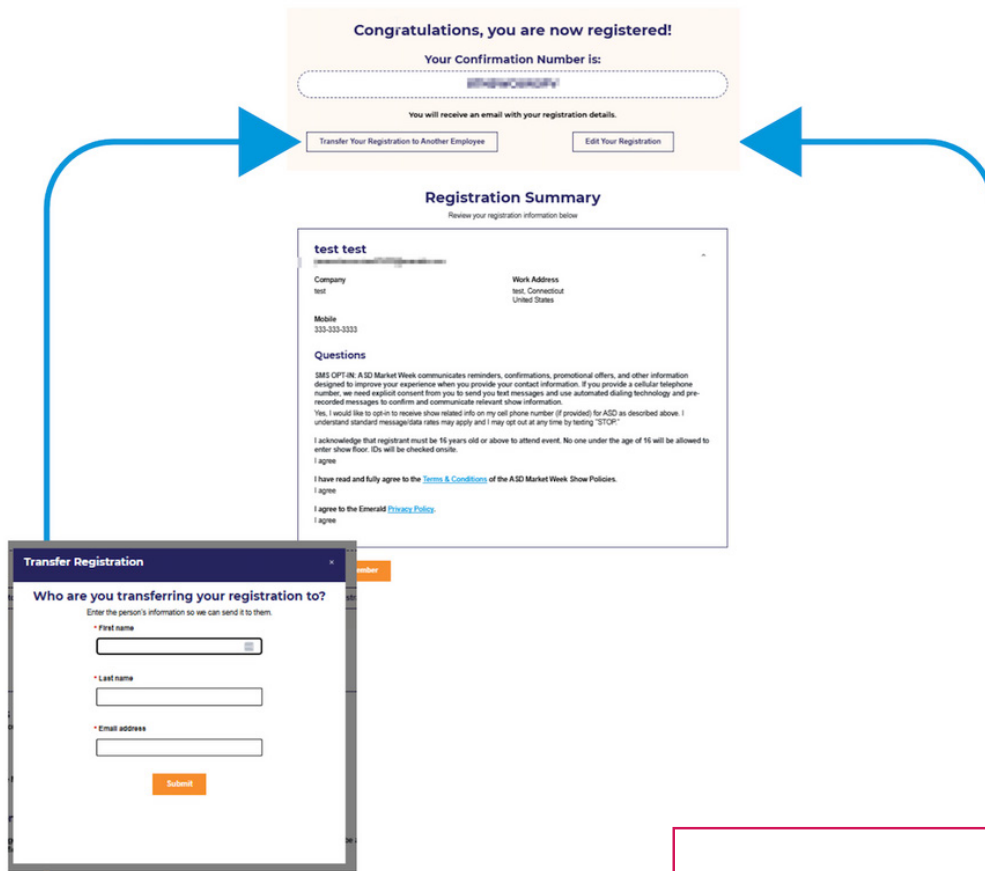 Congratulations, you are now registered!
Your Confirmation Number is:
You will receive an email with your registration details.
Transfer Your Registration to Another Employee
Edit Your Registration
Registration Summary
Review your registration information below
test test
Company
test
Work Address
test, Connecticut
United States
Mobile
333-333-3333
Questions
SMS OPT-IN: ASD Market Week communicates reminders, confirmations, promotional offers, and other information
designed to improve your experience when you provide your contact information. If you provide a cellular telephone
number, we need explicit consent from you to send you text messages and use automated dialing technology and pre-
recorded messages to confirm and communicate relevant show information.
Yes, I would like to opt-in to receive show related info on my cell phone number (if provided) for ASD as described above. I
understand standard message/data rates may apply and I may opt out at any time by texting "STOP."
I acknowledge that registrant must be 16 years old or above to attend event. No one under the age of 16 will be allowed to
enter show floor. IDs will be checked onsite.
I agree
I have read and fully agree to the Terms & Conditions of the ASD Market Week Show Policies.
I agree
I agree to the Emerald Privacy Policy.
I agree
Transfer Registration
×
Who are you transferring your registration to?
Enter the person's information so we can send it to them.
* First name
* Last name
* Email address
Submit